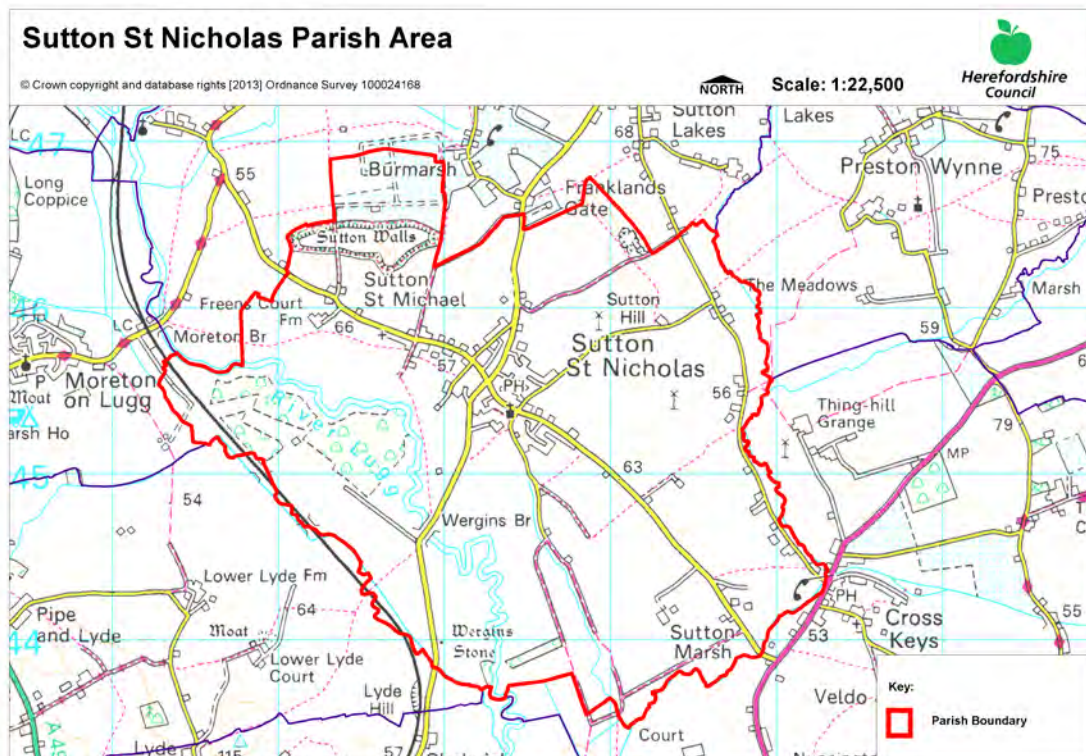 Sutton St Nicholas Parish Area
© Crown copyright and database rights [2013] Ordnance Survey 100024168
NORTH
Scale: 1:22,500
Herefordshire
Council
LC
47
Long
Coppice
55
Burmarsh
Sutton
Lakes
68
Lakes
Preston Wynne
75
Franklands
Gate
Sutton Walls
Sutton
St Michael
46
Freens Court
Fm
66
LC
Moreton Br
Sutton
Hill
The Meadows
Marsh
59
Moreton
on Lugg
P
Moat
57
PH
Sutton
St Nicholas
56
Thing-hill
Grange
79
MP
River Lugg
45
54
63
Wergins Br
Lower Lyde Fm
64
Pipe
and Lyde
Moat
44
Lower Lyde
Court
Wergins
Stone
Sutton
Marsh
PH
53
Cross
Keys
55
Lyde
Hill
Veldo
Court
57
115
Lyde
Key:
Parish Boundary